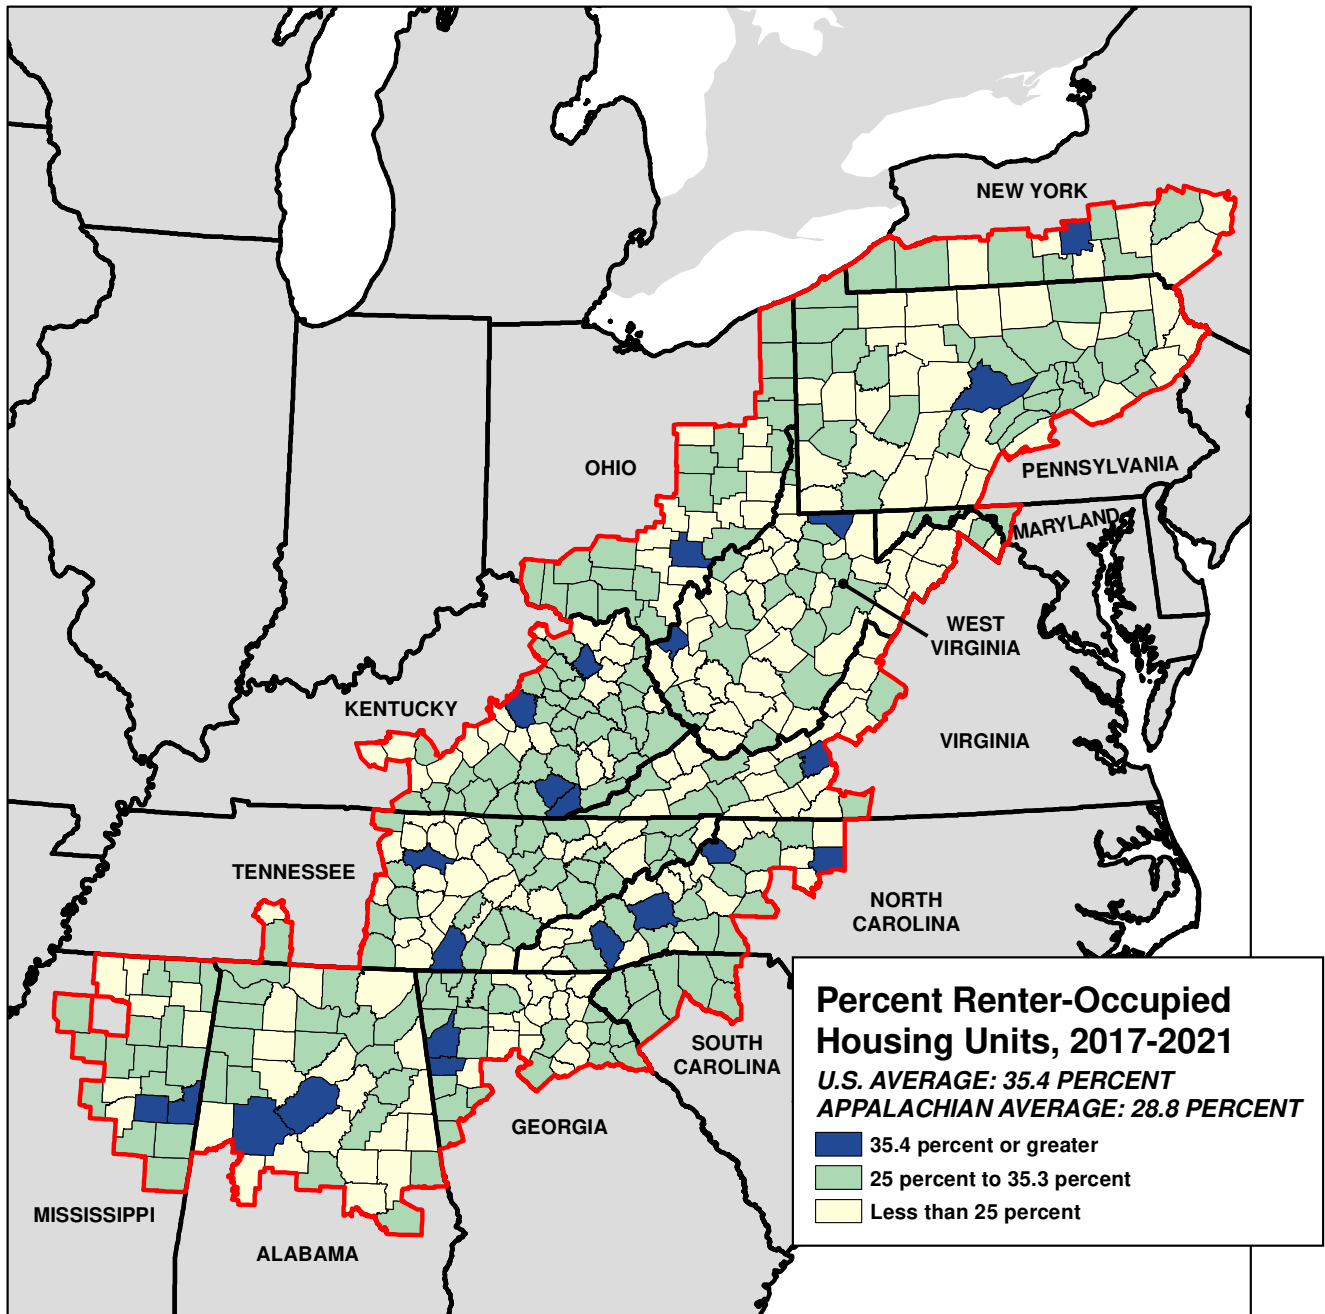 NEW YORK
OHIO
PENNSYLVANIA
MARYLAND
WEST
VIRGINIA
KENTUCKY
VIRGINIA
TENNESSEE
NORTH
CAROLINA
SOUTH
CAROLINA
GEORGIA
MISSISSIPPI
ALABAMA
Percent Renter-Occupied
Housing Units, 2017-2021
U.S. AVERAGE: 35.4 PERCENT
APPALACHIAN AVERAGE: 28.8 PERCENT
35.4 percent or greater
25 percent to 35.3 percent
Less than 25 percent